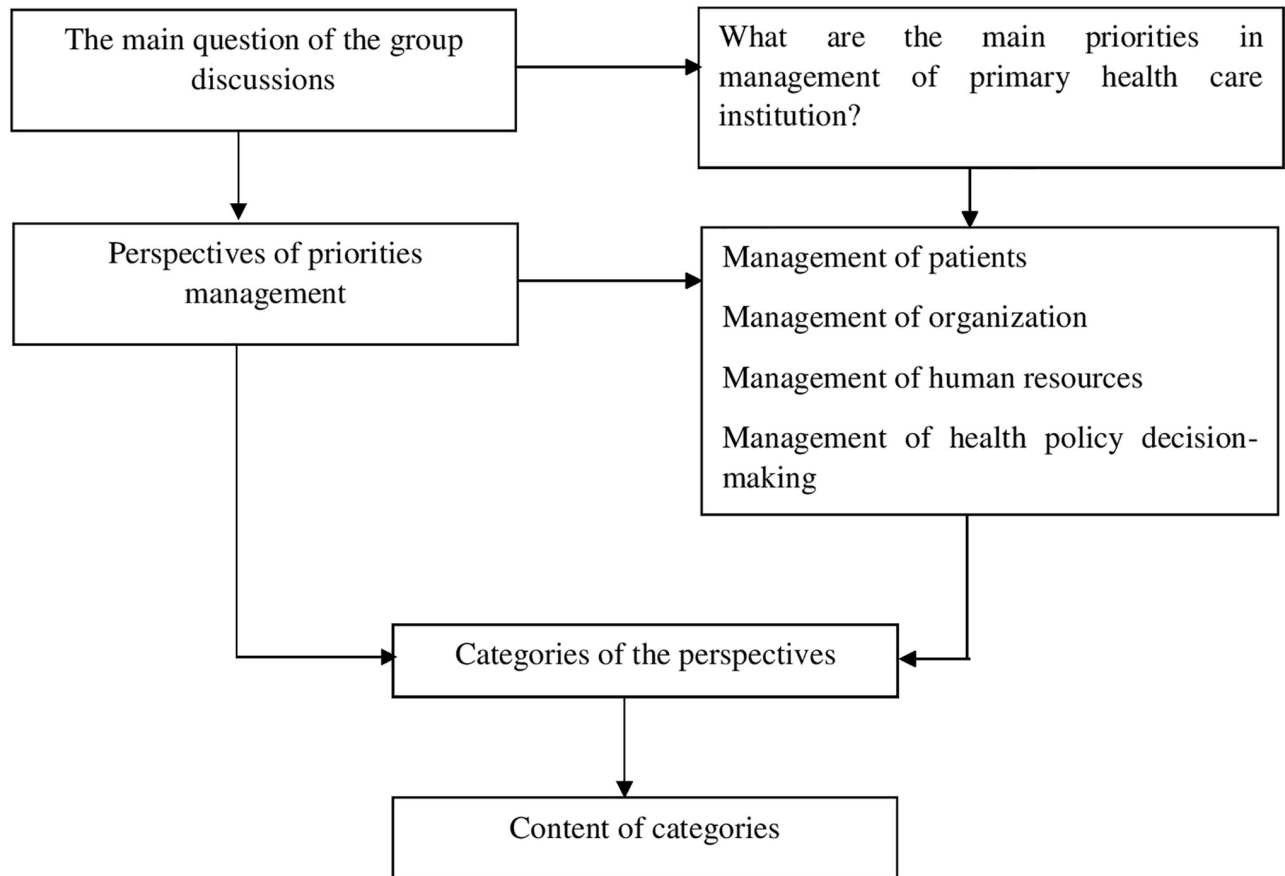 The main question of the group
discussions
What are the main priorities in
management of primary health care
institution?
Perspectives of priorities
management
Management of patients
Management of organization
Management of human resources
Management of health policy decision-
making
Categories of the perspectives
Content of categories